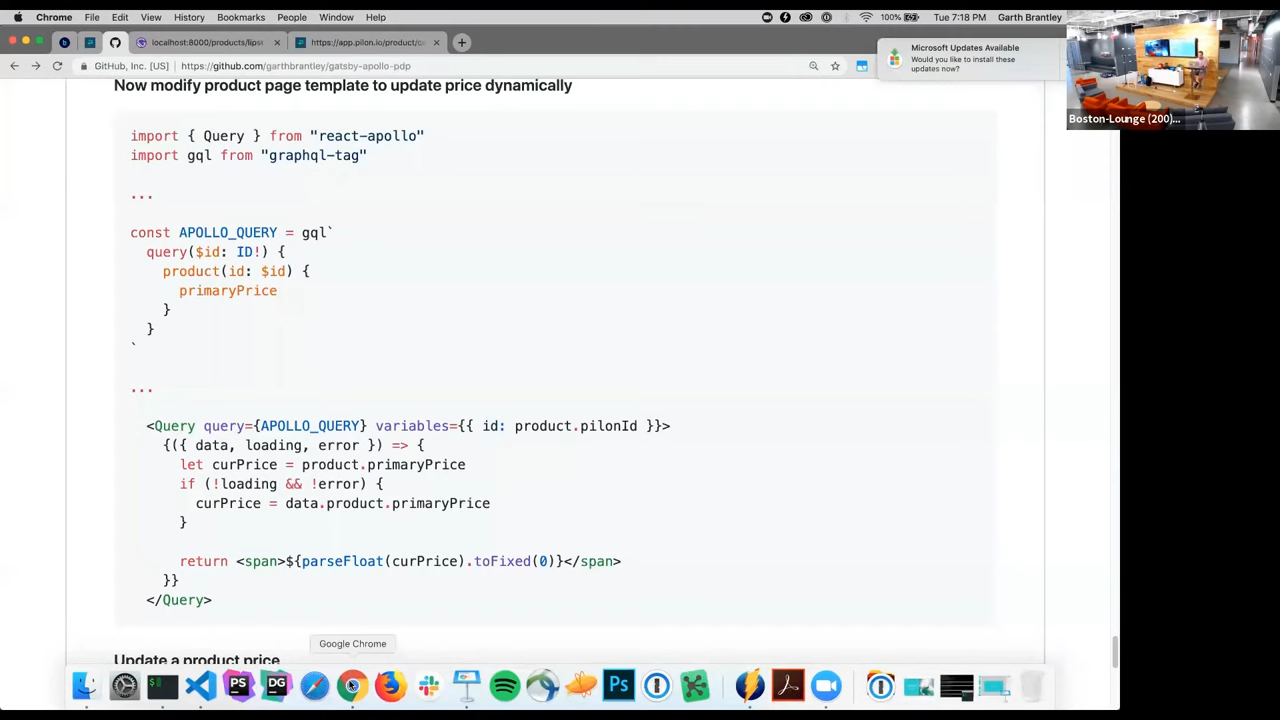 Chrome File Edit View History Bookmarks People Window Help 100% Tue 7:18 PM Garth Brantley
localhost:8000/products/lips https://app.pilon.io/product/
GitHub, Inc. [US] https://github.com/garthbrantley/gatsby-apollo-pdp
Microsoft Updates Available
Would you like to install these
updates now?
Boston-Lounge (200)...
Now modify product page template to update price dynamically
import { Query } from "react-apollo"
import gql from "graphql-tag"
...
const APOLLO_QUERY = gql`
query($id: ID!) {
product(id: $id) {
primaryPrice
}
}
`
...
<Query query={APOLLO_QUERY} variables={{ id: product.pilonId }}>
{({ data, loading, error }) => {
let curPrice = product.primaryPrice
if (!loading && !error) {
curPrice = data.product.primaryPrice
}
return <span>${parseFloat(curPrice).toFixed(0)}</span>
}}
</Query>
Google Chrome
Update a product price
PS DG Ps